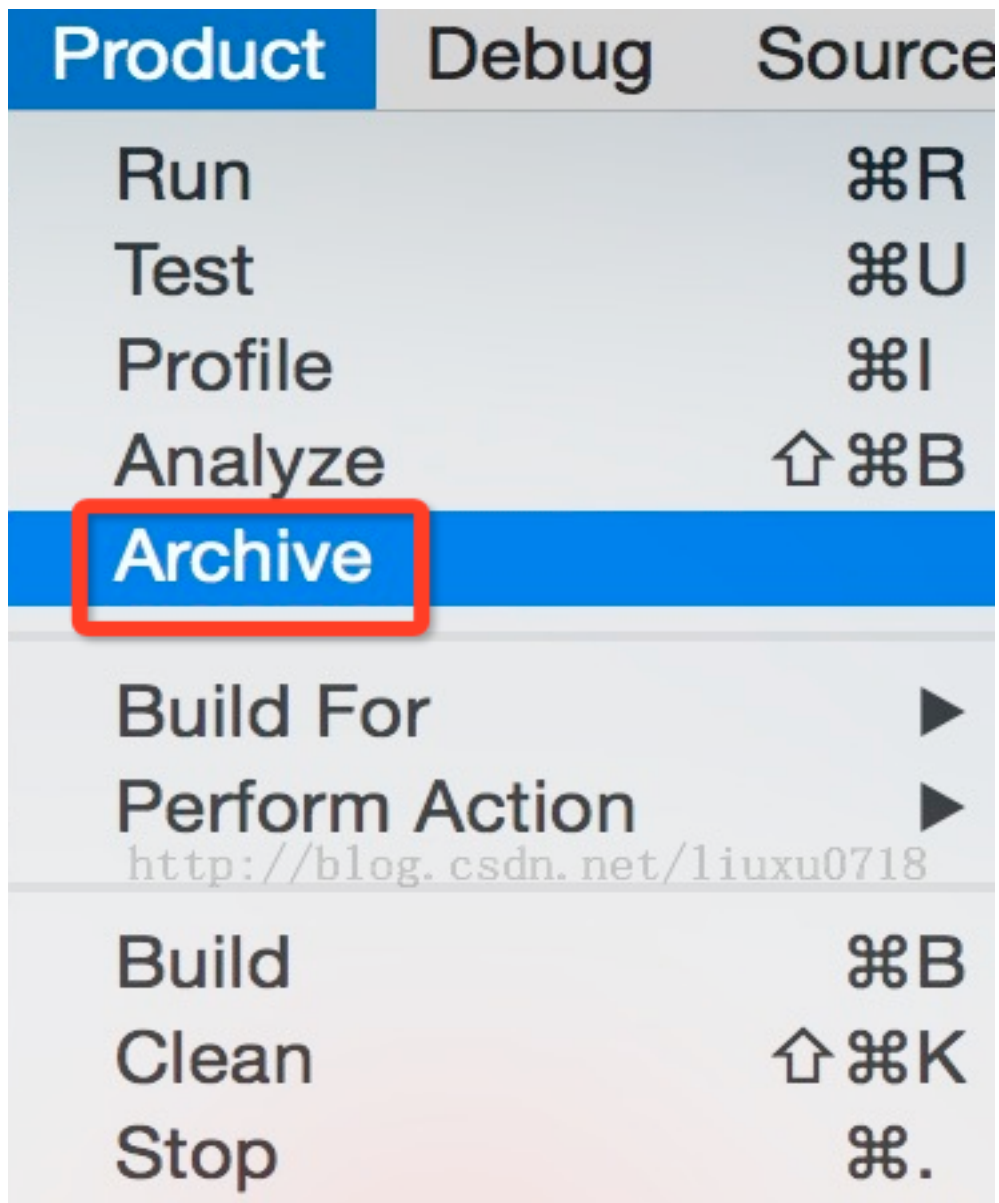 Product Debug Source
Run ⌘R
Test ⌘U
Profile ⌘I
Analyze ⇧⌘B
Archive
Build For ▶
Perform Action ▶
http://blog.csdn.net/liuxu0718
Build ⌘B
Clean ⇧⌘K
Stop ⌘.